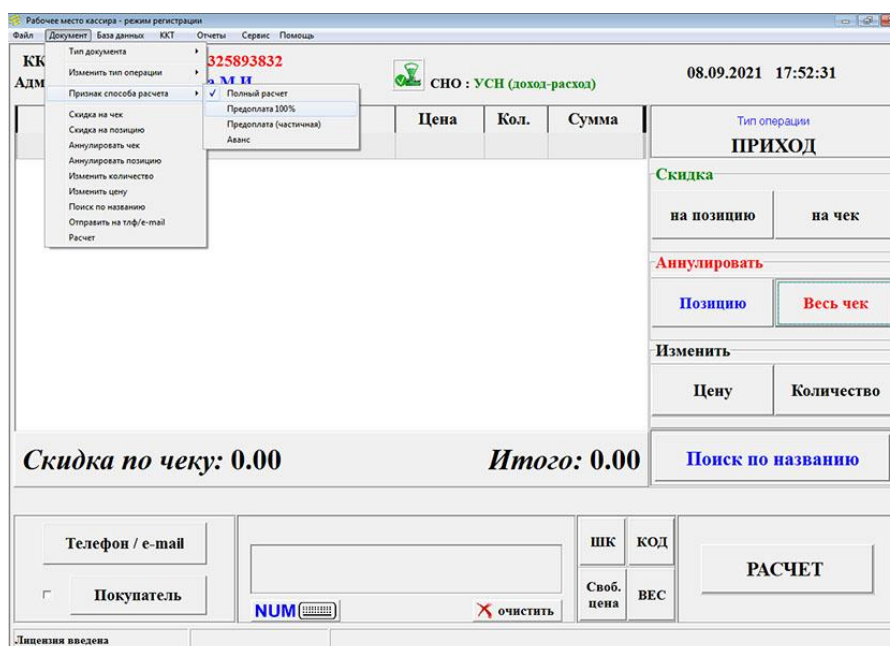 Рабочее место кассира - режим регистрации
Файл Документ База данных ККТ Отчеты Сервис Помощь
Тип документа
Изменить тип операции
Признак способа расчета
Скидка на чек
Скидка на позицию
Аннулировать чек
Аннулировать позицию
Изменить количество
Изменить цену
Поиск по названию
Отправить на тлф/e-mail
Расчет
✓ Полный расчет
Предоплата 100%
Предоплата (частичная)
Аванс
КК 325893832
Адм а М.И.
СНО : УСН (доход-расход)
08.09.2021 17:52:31
Цена Кол. Сумма
Тип операции
ПРИХОД
Скидка
на позицию на чек
Аннулировать
Позицию Весь чек
Изменить
Цену Количество
Скидка по чеку: 0.00 Итого: 0.00
Поиск по названию
Телефон / e-mail
Покупатель
NUM
очистить
ШК КОД
Своб. цена ВЕС
РАСЧЕТ
Лицензия введена